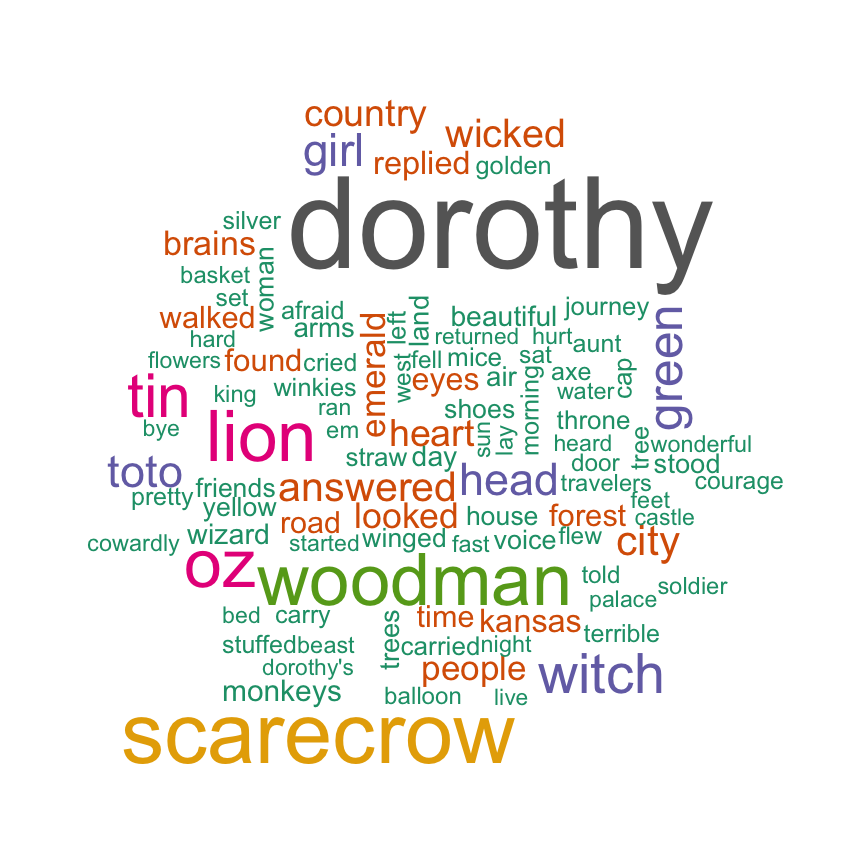 country
wicked
girl
replied
golden
dorothy
silver
brains
basket
woman
set
walked
afraid
arms
hard
emerald
left
land
beautiful
journey
green
returned
hurt
aunt
flowers
found
cried
west
fell
mice
sat
cap
tin
king
winkies
eyes
air
axe
water
ran
shoes
morning
throne
bye
lion
em
heart
sun
lay
heard
tree
wonderful
toto
straw
day
door
stood
pretty
friends
answered
head
travelers
courage
yellow
feet
cowardly
wizard
road
looked
house
forest
castle
started
winged
fast
voice
flew
city
oz
woodman
told
soldier
palace
bed
carry
trees
time
kansas
terrible
stuffed
beast
carried
night
dorothy's
people
witch
monkeys
balloon
live
scarecrow